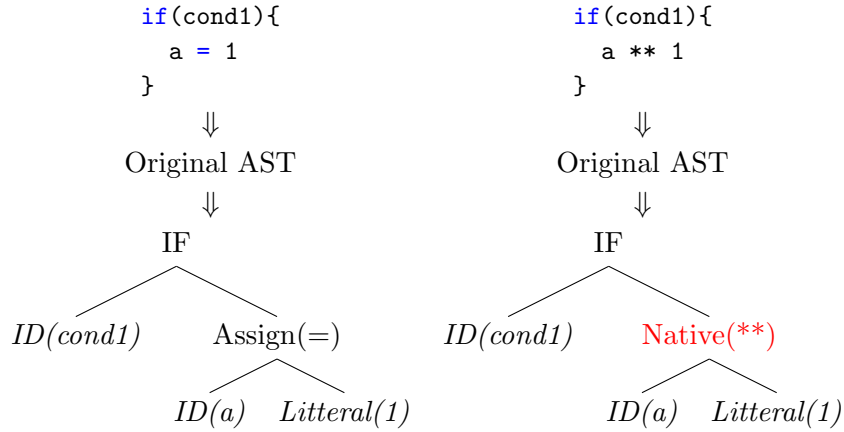 if(cond1){
a = 1
}
⇓
Original AST
⇓
IF
ID(cond1) Assign(=)
ID(a) Litteral(1)
if(cond1){
a ** 1
}
⇓
Original AST
⇓
IF
ID(cond1) Native(**)
ID(a) Litteral(1)